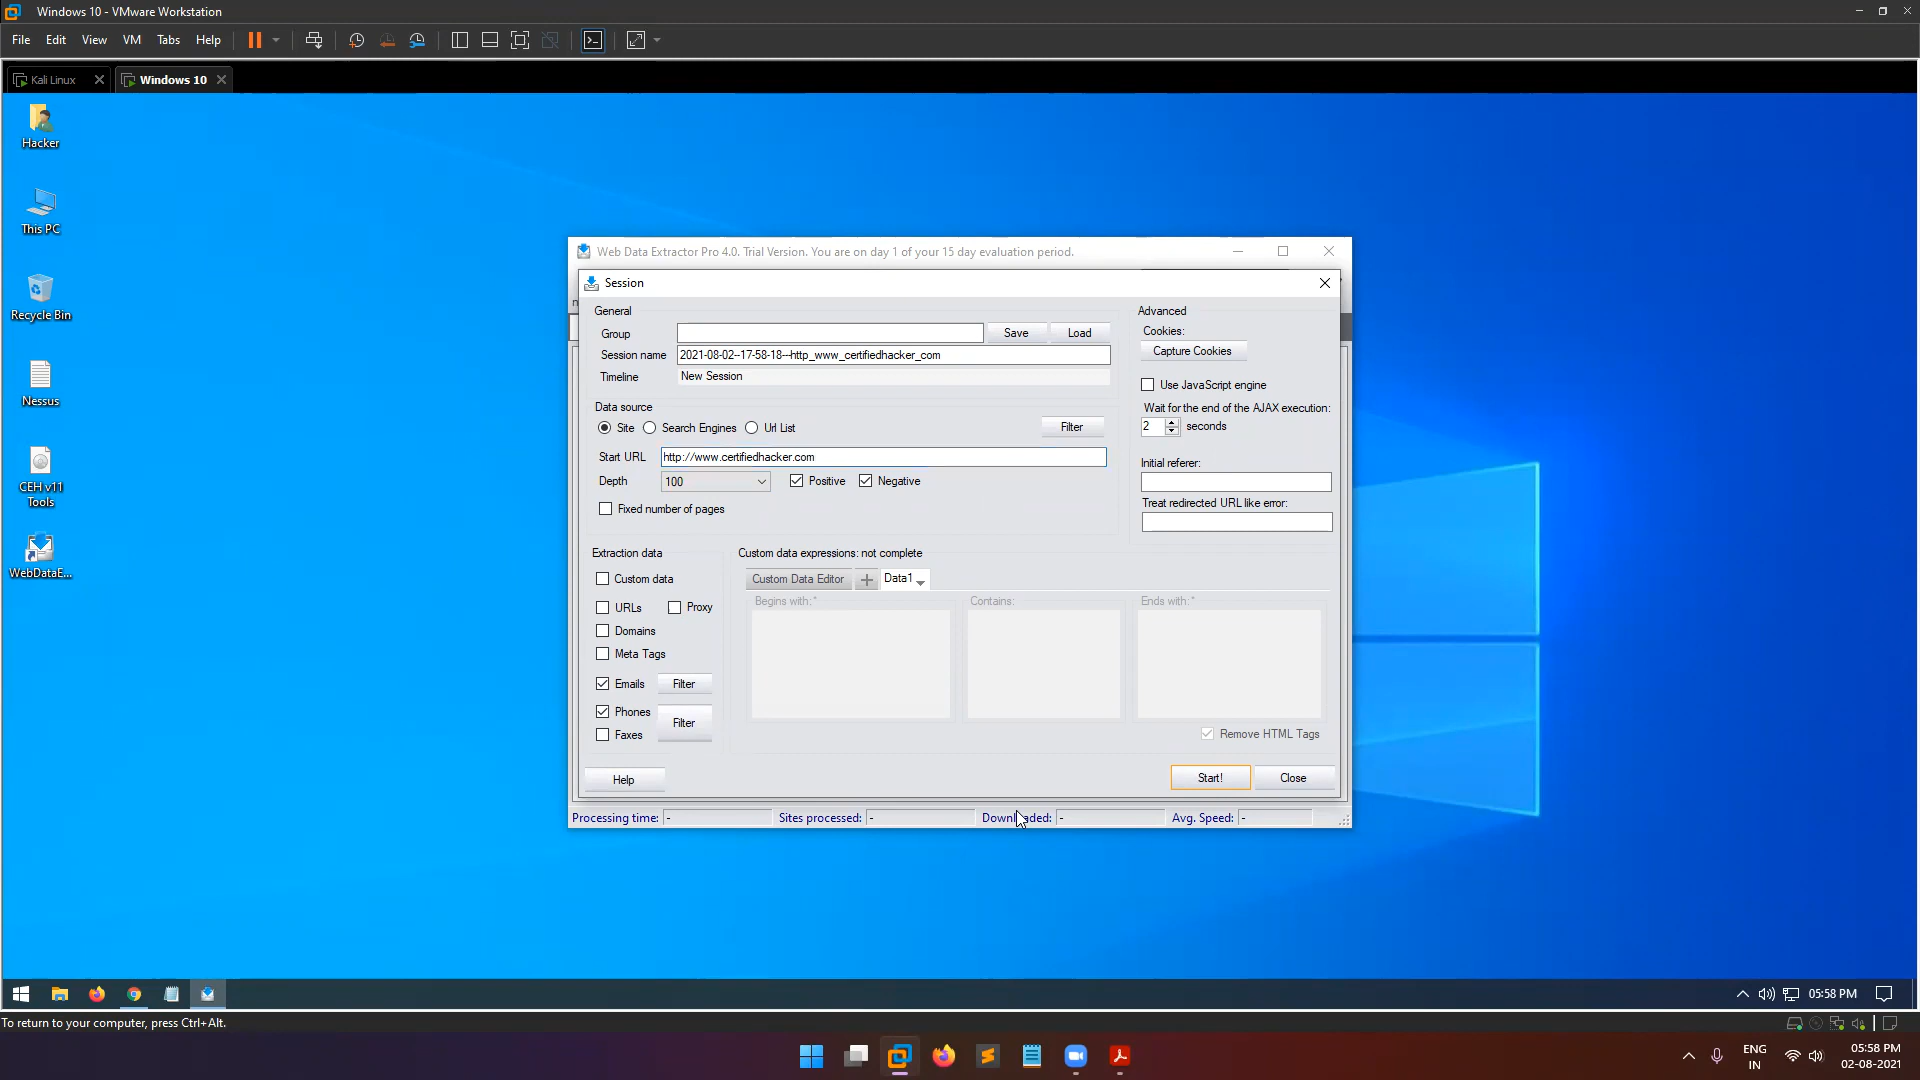 Windows 10 - VMware Workstation
File Edit View VM Tabs Help
Kali Linux Windows 10
Hacker
This PC
Recycle Bin
Nessus
CEH v11
Tools
WebDataE...
Web Data Extractor Pro 4.0. Trial Version. You are on day 1 of your 15 day evaluation period.
Session
General
Group Save Load
Session name 2021-08-02--17-58-18--http_www_certifiedhacker_com
Timeline New Session
Advanced
Cookies:
Capture Cookies
Use JavaScript engine
Wait for the end of the AJAX execution:
2 seconds
Initial referer:
Treat redirected URL like error:
Data source
Site Search Engines Url List Filter
Start URL http://www.certifiedhacker.com
Depth 100 Positive Negative
Fixed number of pages
Extraction data
Custom data
URLs Proxy
Domains
Meta Tags
Emails Filter
Phones Filter
Faxes
Custom data expressions: not complete
Custom Data Editor + Data1
Begins with:* Contains: Ends with:*
Remove HTML Tags
Help Start! Close
Processing time: - Sites processed: - Downloaded: - Avg. Speed: -
05:58 PM
To return to your computer, press Ctrl+Alt.
ENG
IN
05:58 PM
02-08-2021